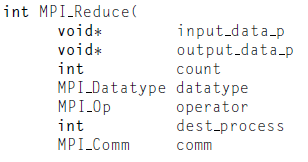 int MPI_Reduce(
void* input_data_p
void* output_data_p
int count
MPI_Datatype datatype
MPI_Op operator
int dest_process
MPI_Comm comm